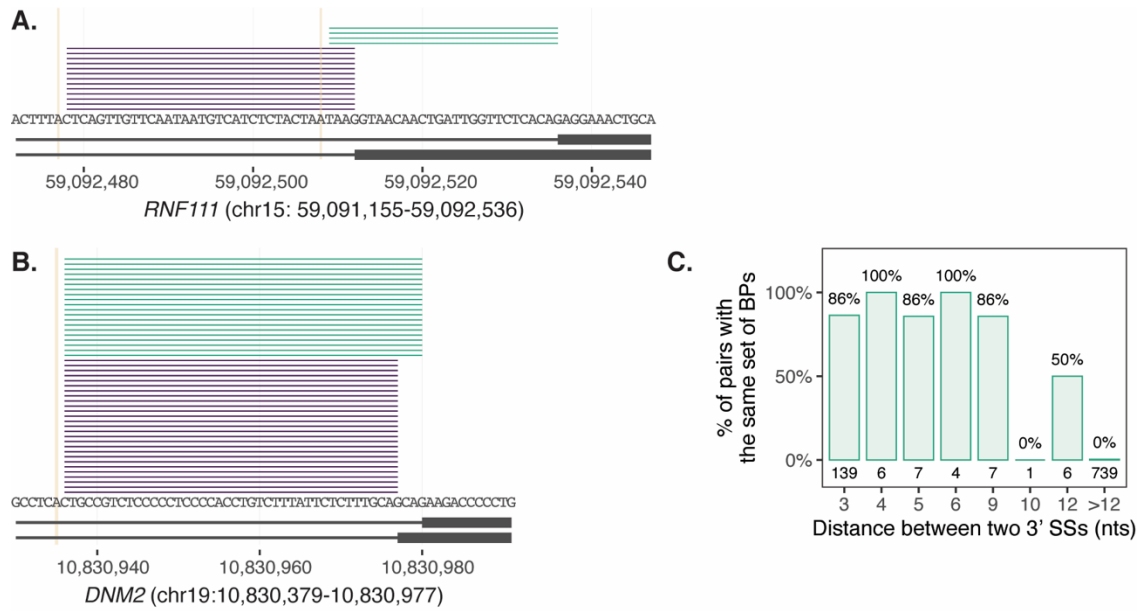 A.
ACTTTACTCAGTTGTTCAATAATGTCATCTCTACTAATAAGGTAACAACTGATTGGTTCTCACAGAGGAAACTGCA
59,092,480 59,092,500 59,092,520 59,092,540
RNF111 (chr15: 59,091,155-59,092,536)
B.
GCCTCACTGCCGTCTCCCCCTCCCCACCTGTCTTTATTCTCTTTGCAGCAGAAGACCCCCTG
10,830,940 10,830,960 10,830,980
DNM2 (chr19:10,830,379-10,830,977)
C.
% of pairs with
the same set of BPs
100%
50%
0%
86% 100% 86% 100% 86% 0% 50% 0%
139 6 7 4 7 1 6 739
3 4 5 6 9 10 12 >12
Distance between two 3' SSs (nts)